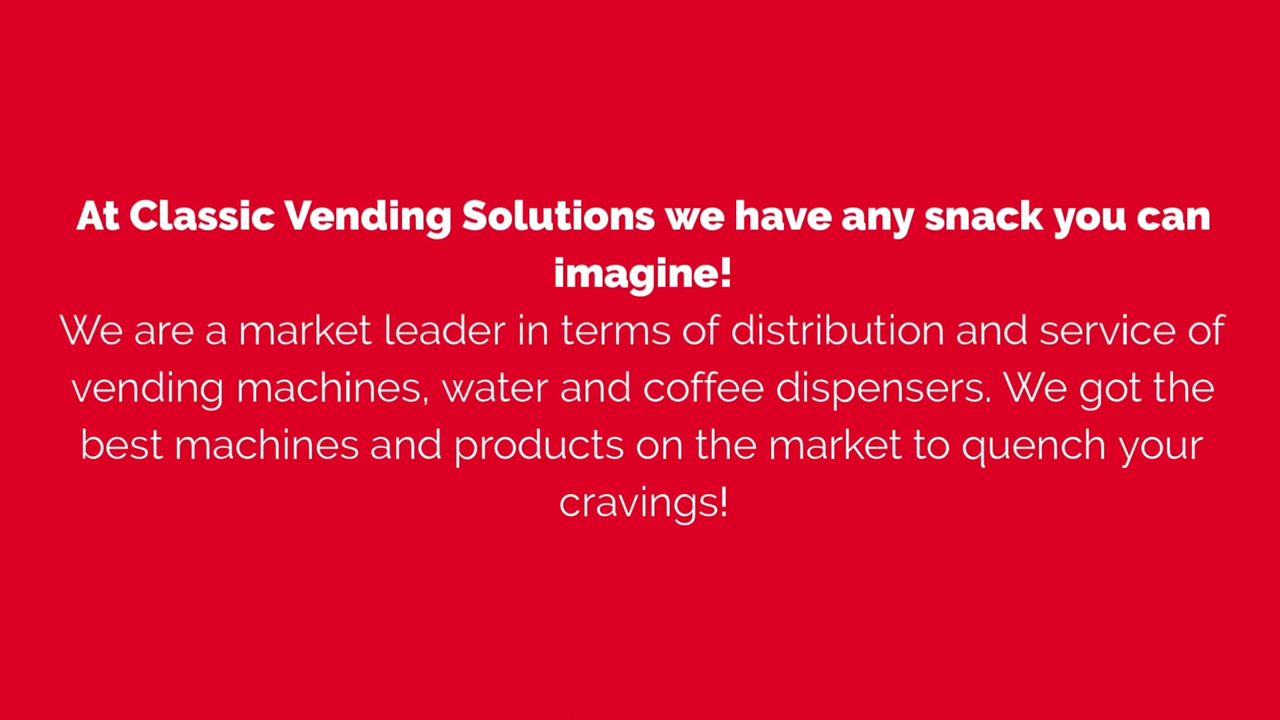 At Classic Vending Solutions we have any snack you can
imagine!
We are a market leader in terms of distribution and service of
vending machines, water and coffee dispensers. We got the
best machines and products on the market to quench your
cravings!